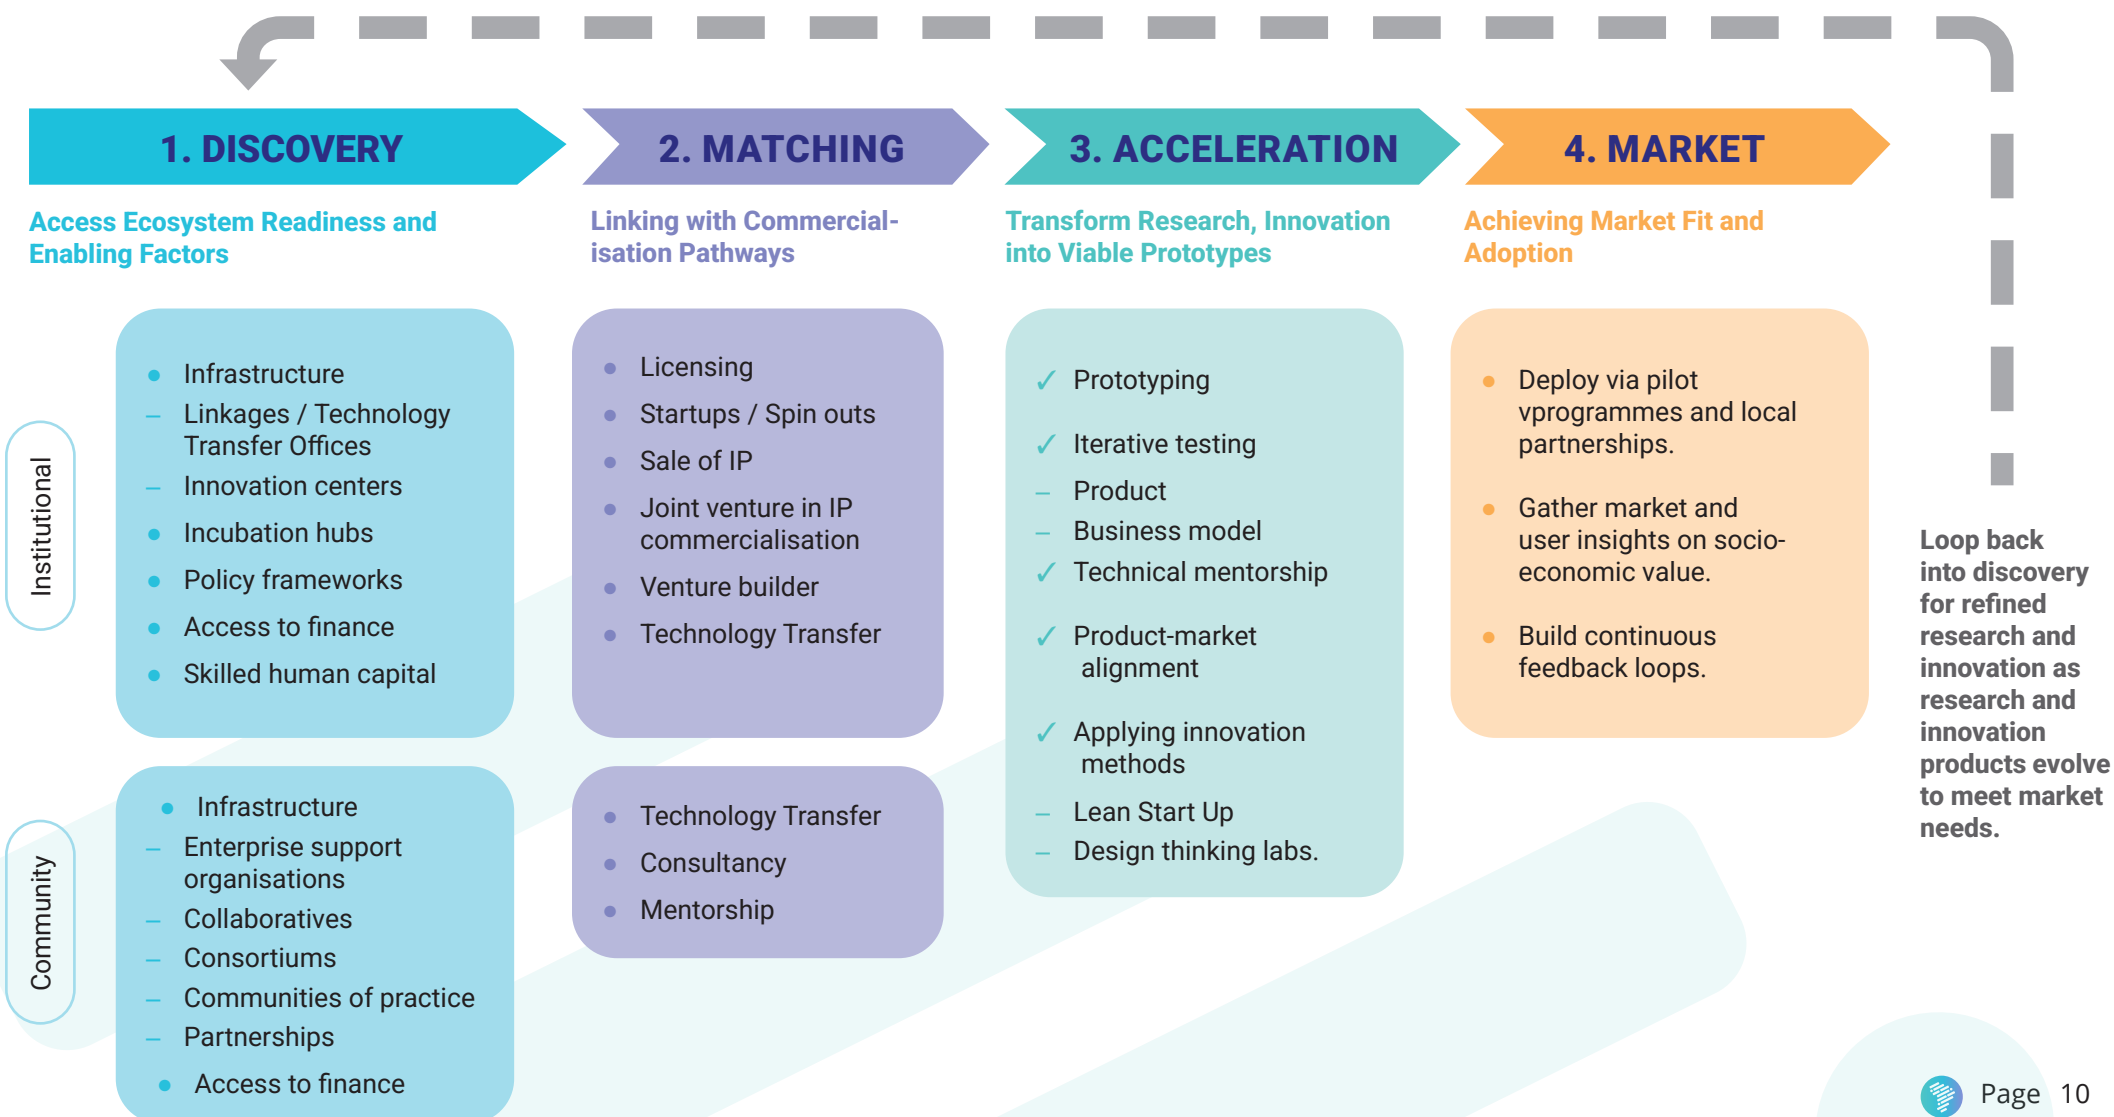 1. DISCOVERY
Access Ecosystem Readiness and
Enabling Factors
2. MATCHING
Linking with Commercial-
isation Pathways
3. ACCELERATION
Transform Research, Innovation
into Viable Prototypes
4. MARKET
Achieving Market Fit and
Adoption
Institutional
• Infrastructure
– Linkages / Technology
Transfer Offices
– Innovation centers
• Incubation hubs
• Policy frameworks
• Access to finance
• Skilled human capital
• Licensing
• Startups / Spin outs
• Sale of IP
• Joint venture in IP
commercialisation
• Venture builder
• Technology Transfer
✓ Prototyping
✓ Iterative testing
– Product
– Business model
✓ Technical mentorship
✓ Product-market
alignment
✓ Applying innovation
methods
– Lean Start Up
– Design thinking labs.
• Deploy via pilot
vprogrammes and local
partnerships.
• Gather market and
user insights on socio-
economic value.
• Build continuous
feedback loops.
Community
• Infrastructure
– Enterprise support
organisations
– Collaboratives
– Consortiums
– Communities of practice
– Partnerships
• Access to finance
• Technology Transfer
• Consultancy
• Mentorship
Loop back
into discovery
for refined
research and
innovation as
research and
innovation
products evolve
to meet market
needs.
Page 10